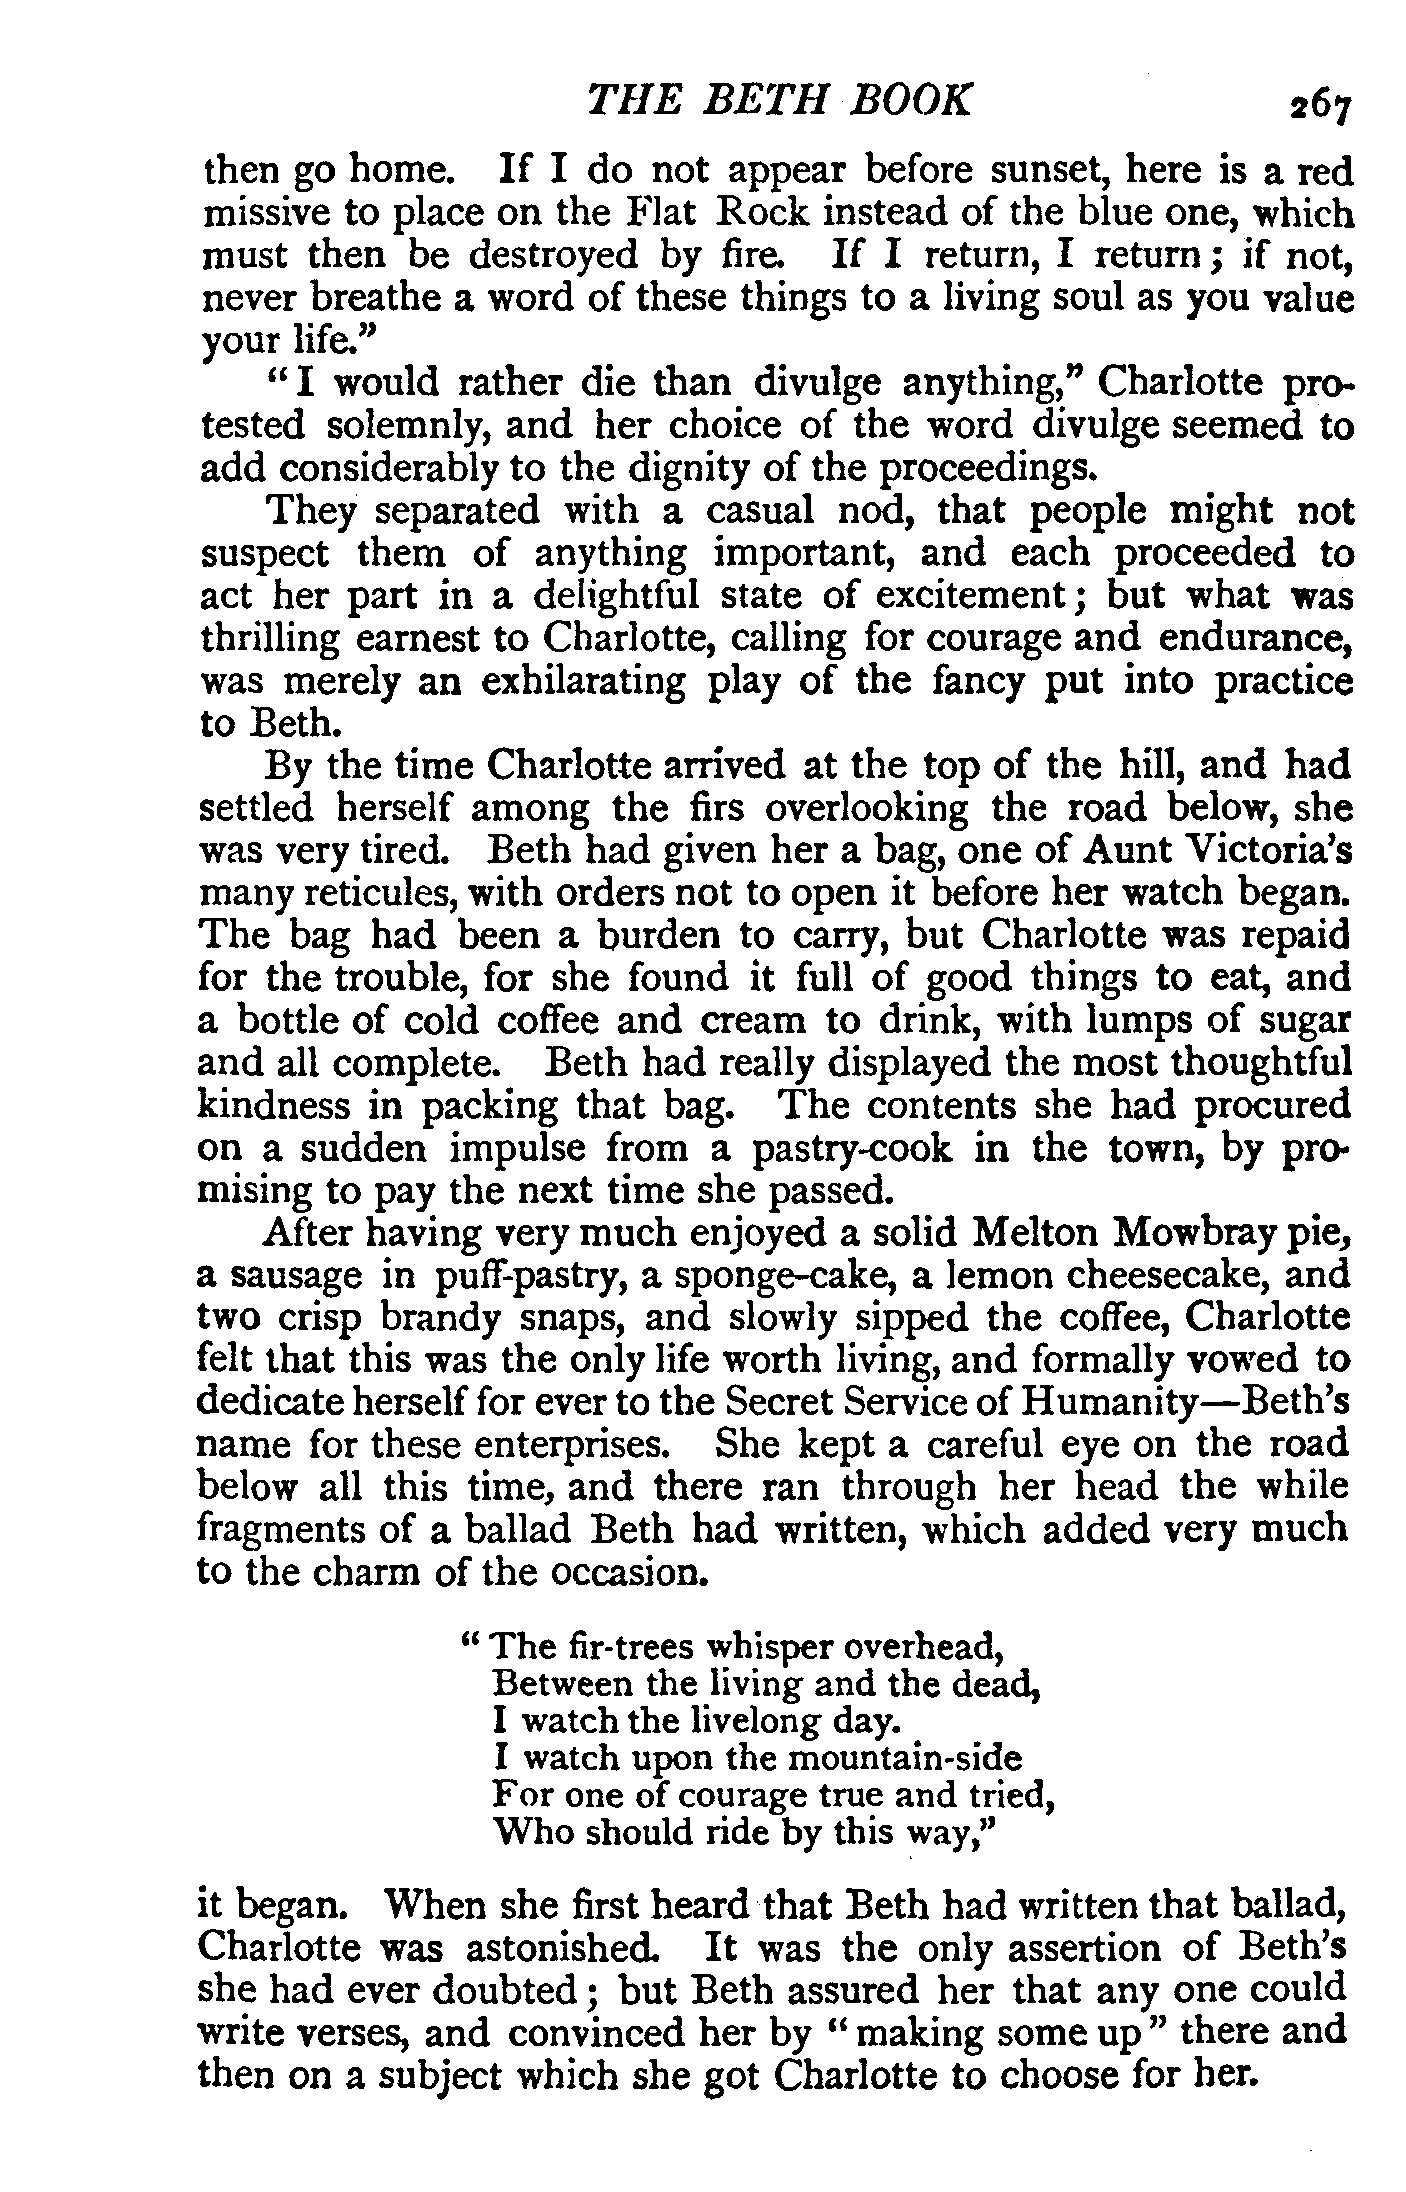 THE BETH BOOK 267
then go home. If I do not appear before sunset, here is a red
missive to place on the Flat Rock instead of the blue one, which
must then be destroyed by fire. If I return, I return; if not,
never breathe a word of these things to a living soul as you value
your life."
"I would rather die than divulge anything," Charlotte pro-
tested solemnly, and her choice of the word divulge seemed to
add considerably to the dignity of the proceedings.
They separated with a casual nod, that people might not
suspect them of anything important, and each proceeded to
act her part in a delightful state of excitement; but what was
thrilling earnest to Charlotte, calling for courage and endurance,
was merely an exhilarating play of the fancy put into practice
to Beth.
By the time Charlotte arrived at the top of the hill, and had
settled herself among the firs overlooking the road below, she
was very tired. Beth had given her a bag, one of Aunt Victoria's
many reticules, with orders not to open it before her watch began.
The bag had been a burden to carry, but Charlotte was repaid
for the trouble, for she found it full of good things to eat, and
a bottle of cold coffee and cream to drink, with lumps of sugar
and all complete. Beth had really displayed the most thoughtful
kindness in packing that bag. The contents she had procured
on a sudden impulse from a pastry-cook in the town, by pro-
mising to pay the next time she passed.
After having very much enjoyed a solid Melton Mowbray pie,
a sausage in puff-pastry, a sponge-cake, a lemon cheesecake, and
two crisp brandy snaps, and slowly sipped the coffee, Charlotte
felt that this was the only life worth living, and formally vowed to
dedicate herself for ever to the Secret Service of Humanity—Beth's
name for these enterprises. She kept a careful eye on the road
below all this time, and there ran through her head the while
fragments of a ballad Beth had written, which added very much
to the charm of the occasion.
"The fir-trees whisper overhead,
Between the living and the dead,
I watch the livelong day.
I watch upon the mountain-side
For one of courage true and tried,
Who should ride by this way,"
it began. When she first heard that Beth had written that ballad,
Charlotte was astonished. It was the only assertion of Beth's
she had ever doubted; but Beth assured her that any one could
write verses, and convinced her by "making some up" there and
then on a subject which she got Charlotte to choose for her.